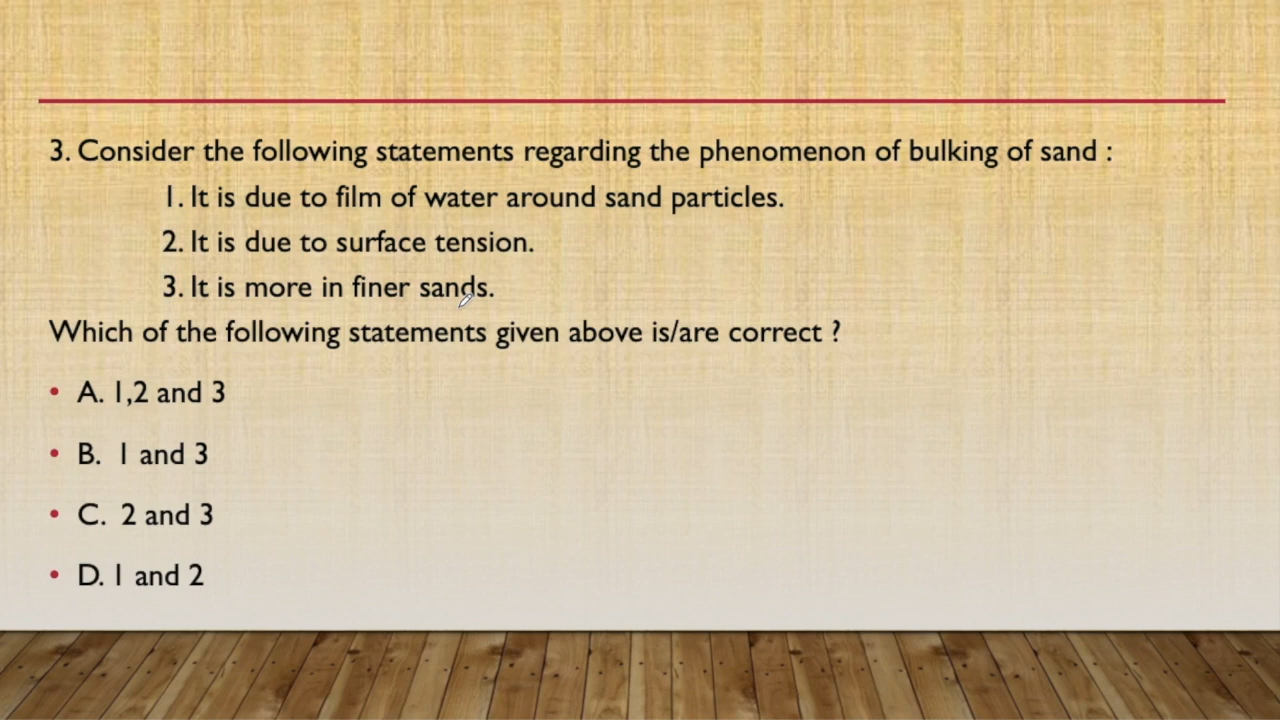 3. Consider the following statements regarding the phenomenon of bulking of sand :
1. It is due to film of water around sand particles.
2. It is due to surface tension.
3. It is more in finer sands.
Which of the following statements given above is/are correct ?
• A. 1,2 and 3
• B. 1 and 3
• C. 2 and 3
• D. 1 and 2